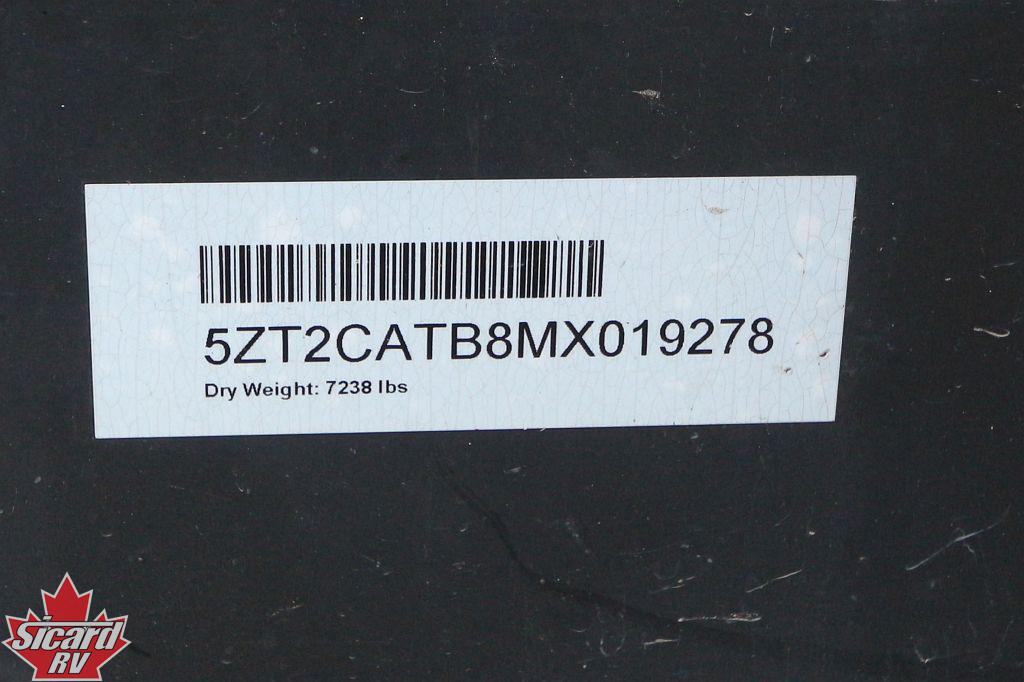 5ZT2CATB8MX019278
Dry Weight: 7238 lbs
Sicard
RV